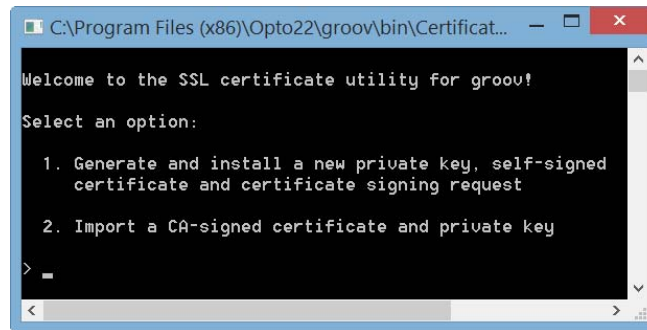 C:\Program Files (x86)\Opto22\groov\bin\Certificat...
Welcome to the SSL certificate utility for groov!
Select an option:
1. Generate and install a new private key, self-signed
certificate and certificate signing request
2. Import a CA-signed certificate and private key
> _